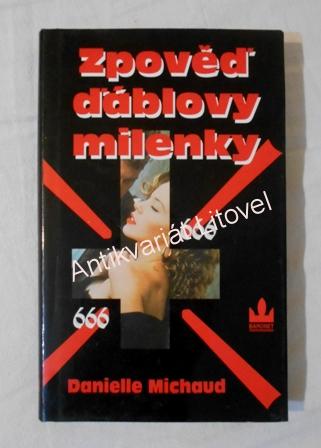 Zpověď
ďáblovy
milenky
Antikvariát Litovel
666
666
BARONET
Danielle Michaud